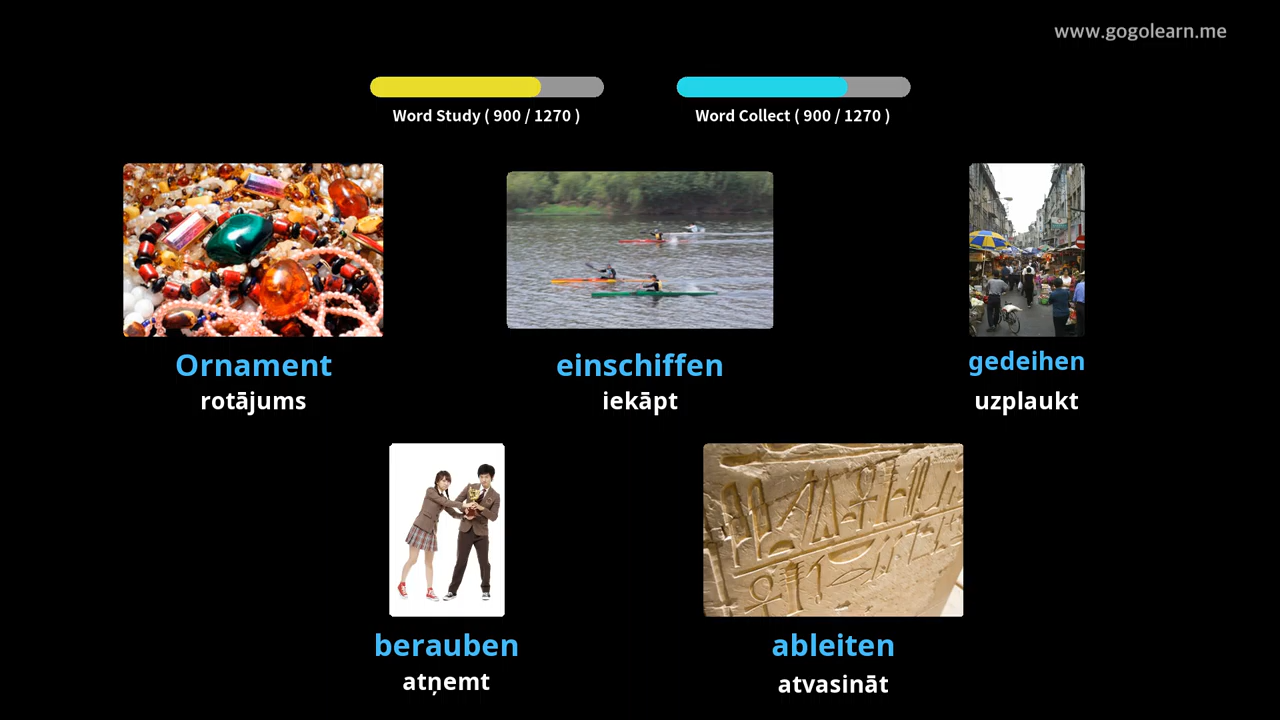 www.gogolearn.me
Word Study ( 900 / 1270 )
Word Collect ( 900 / 1270 )
Ornament
rotājums
einschiffen
iekāpt
gedeihen
uzplaukt
berauben
atņemt
ableiten
atvasināt